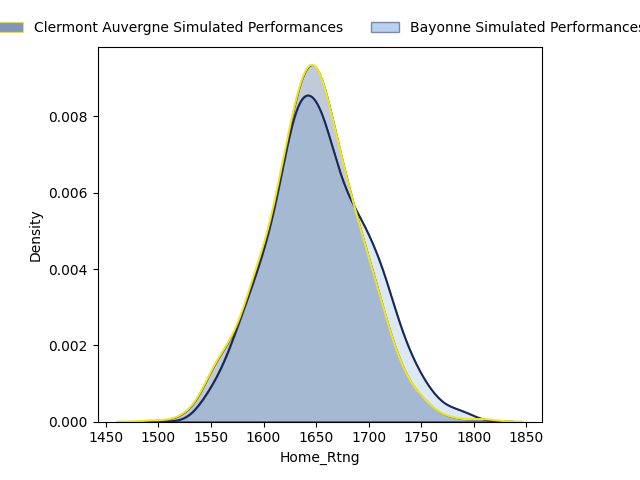 Clermont Auvergne Simulated Performances
Bayonne Simulated Performances
Density
0.008
0.006
0.004
0.002
0.000
1450 1500 1550 1600 1650 1700 1750 1800 1850
Home_Rtng